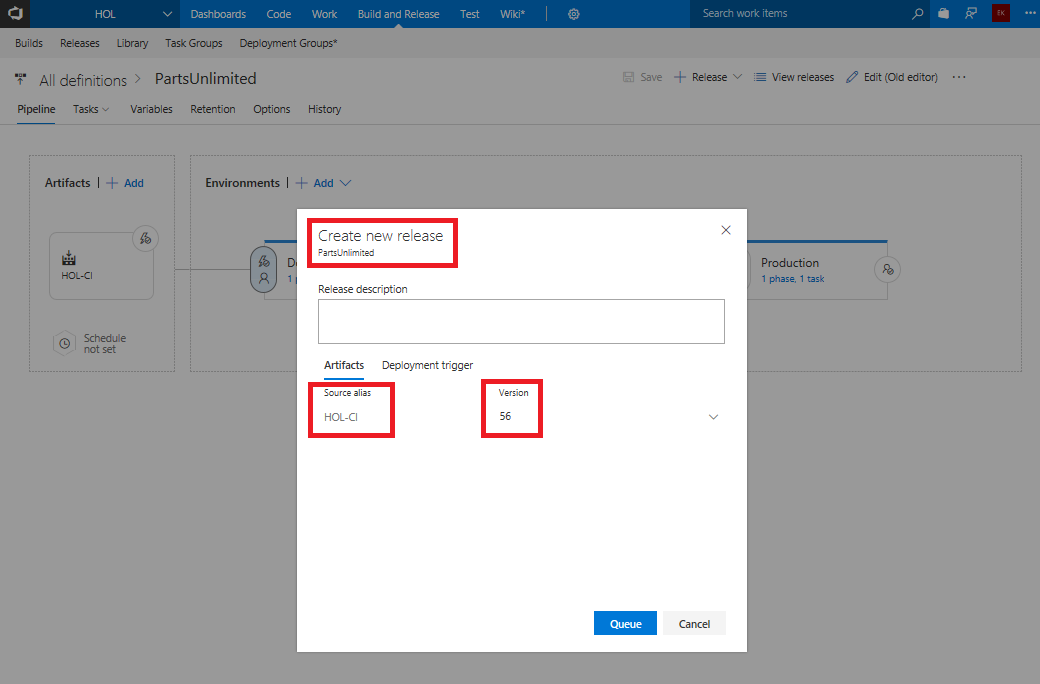 HOL Dashboards Code Work Build and Release Test Wiki* Search work items EK
Builds Releases Library Task Groups Deployment Groups*
All definitions > PartsUnlimited Save + Release View releases Edit (Old editor) ...
Pipeline Tasks Variables Retention Options History
Artifacts | + Add Environments | + Add
Create new release
PartsUnlimited
HOL-CI
Production
1 phase, 1 task
Release description
Schedule
not set
Artifacts Deployment trigger
Source alias Version
HOL-CI 56
Queue Cancel